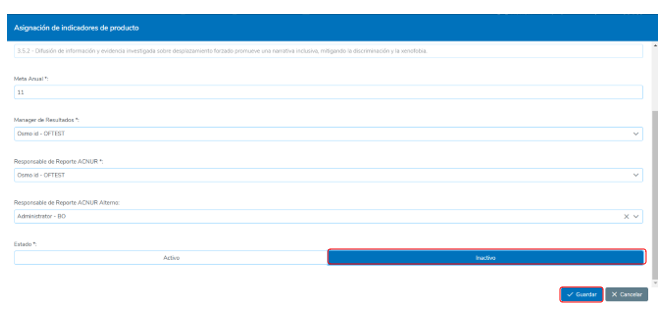 Asignación de indicadores de producto
3.5.2 - Difusión de información y evidencia investigada sobre desplazamiento forzado promueve una narrativa inclusiva, mitigando la discriminación y la xenofobia.
Meta Anual *:
11
Manager de Resultados *:
Osmo id - OFTEST
Responsable de Reporte ACNUR *:
Osmo id - OFTEST
Responsable de Reporte ACNUR Alterno:
Administrator - BO
Estado *:
Activo Inactivo
Guardar Cancelar